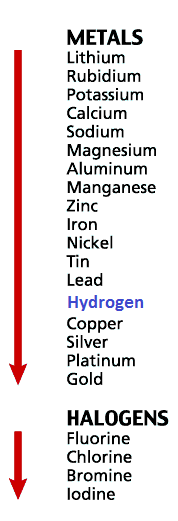 METALS
Lithium
Rubidium
Potassium
Calcium
Sodium
Magnesium
Aluminum
Manganese
Zinc
Iron
Nickel
Tin
Lead
Hydrogen
Copper
Silver
Platinum
Gold
HALOGENS
Fluorine
Chlorine
Bromine
Iodine